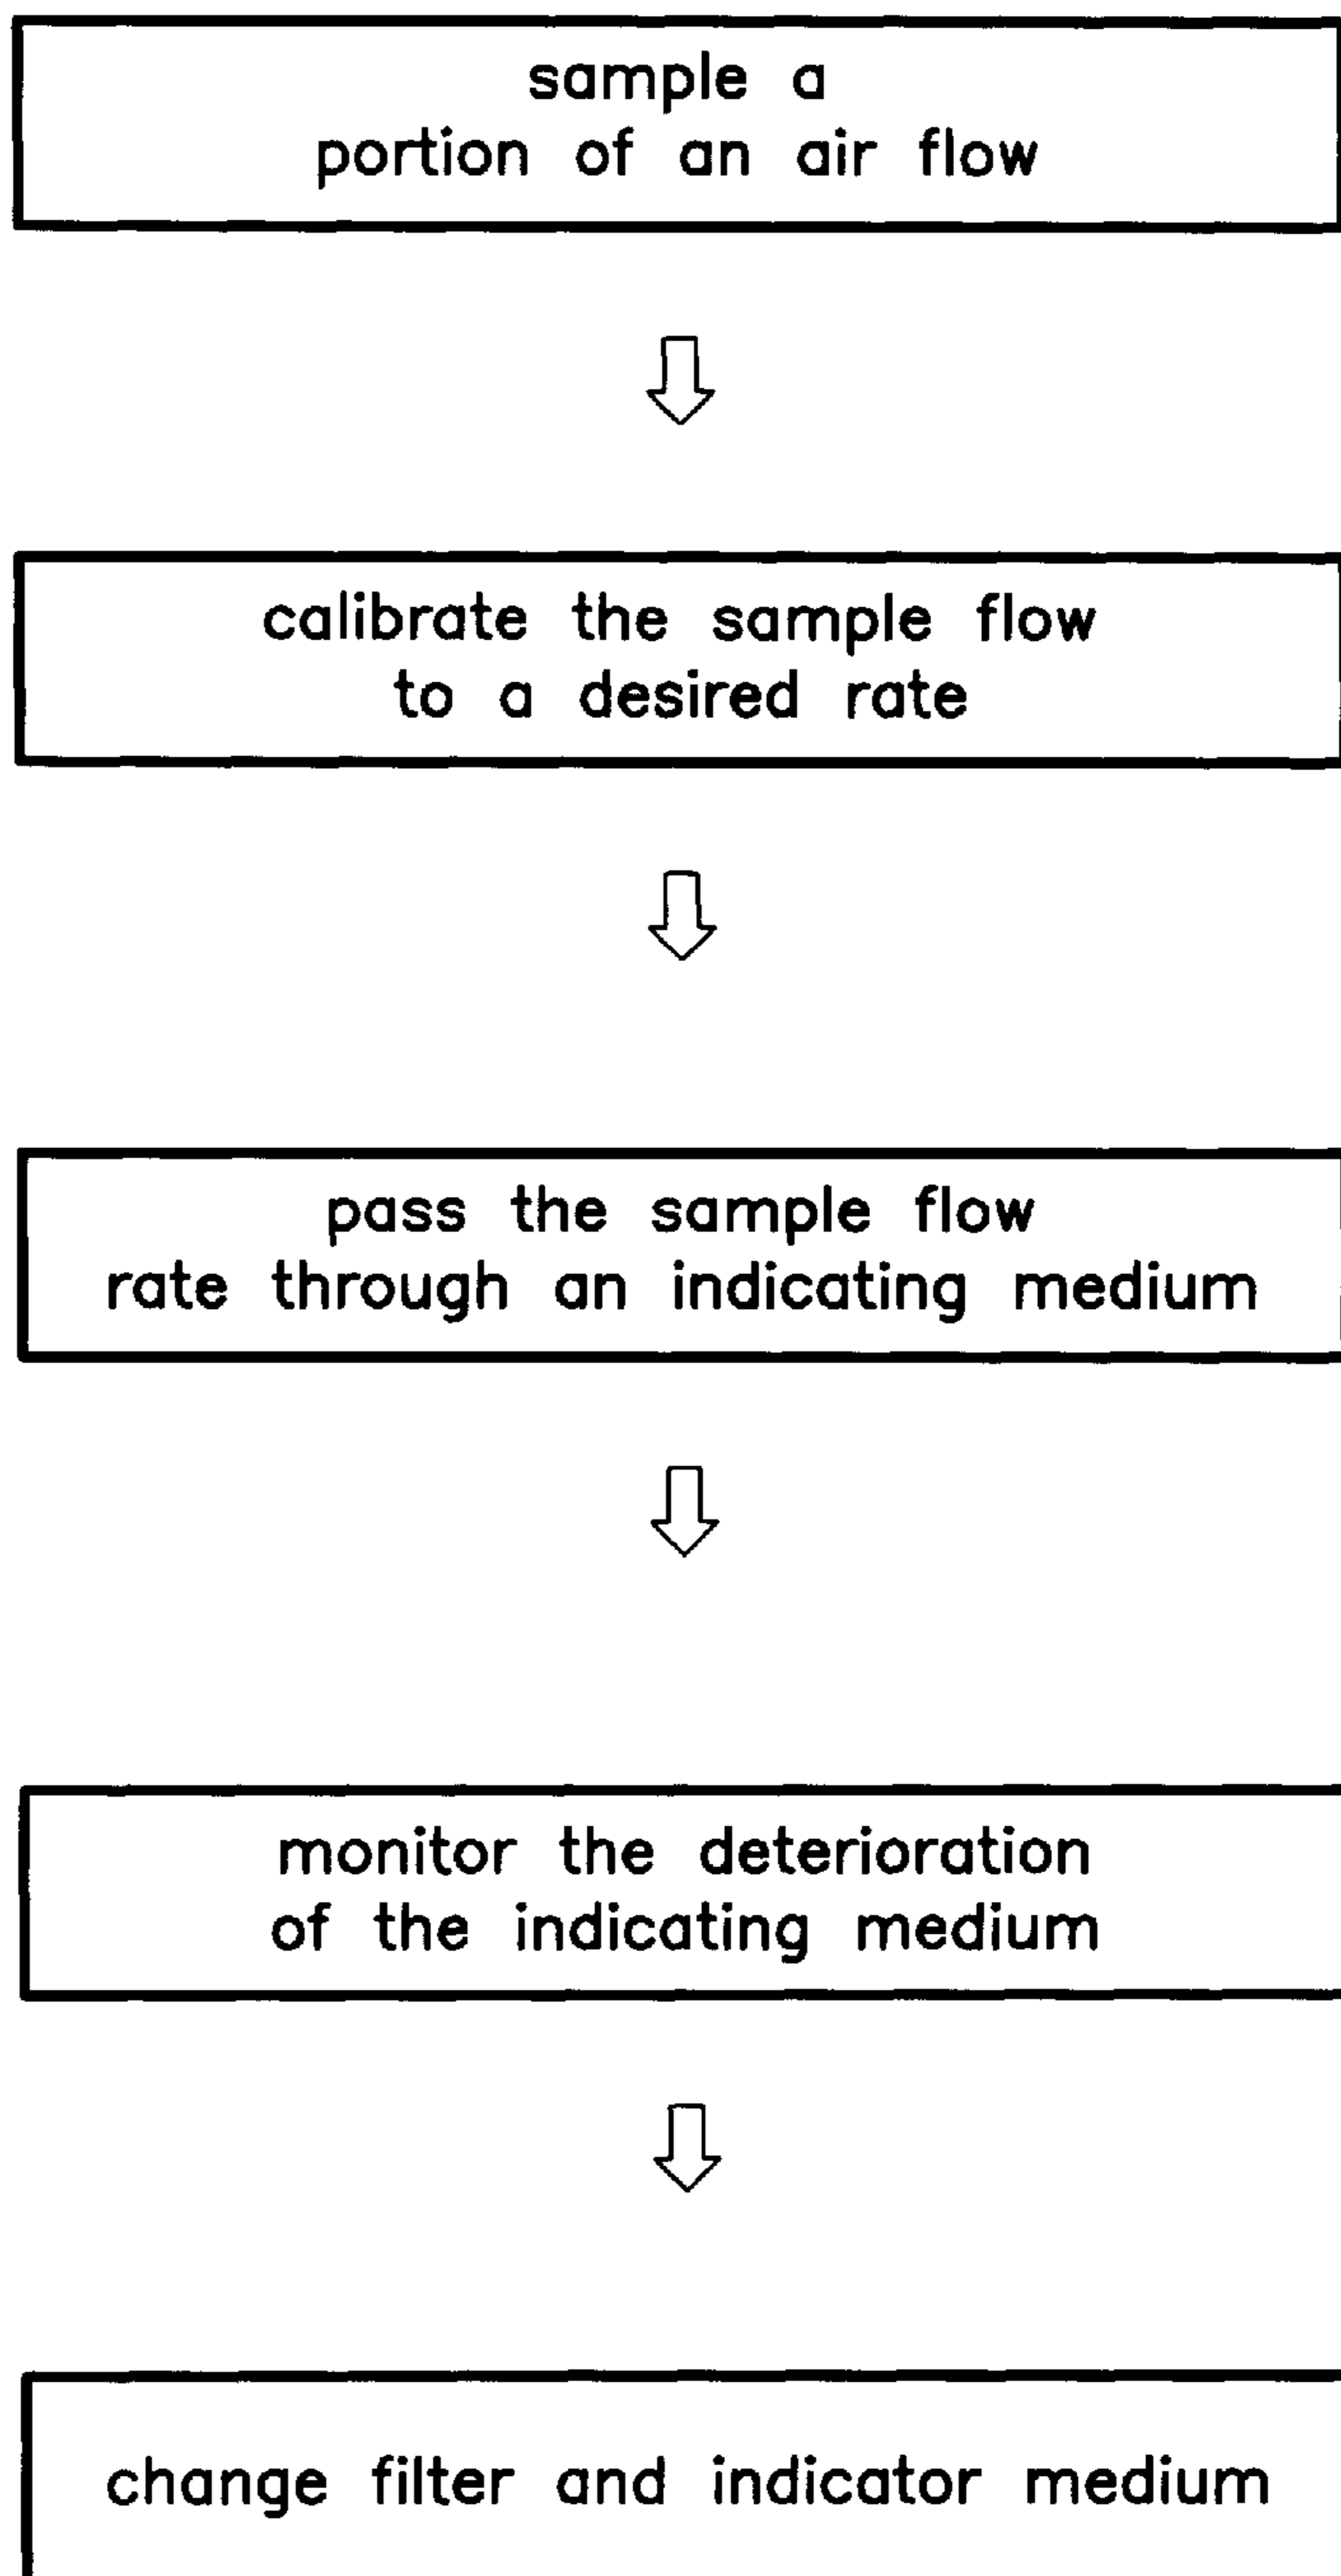 sample a
portion of an air flow
calibrate the sample flow
to a desired rate
pass the sample flow
rate through an indicating medium
monitor the deterioration
of the indicating medium
change filter and indicator medium